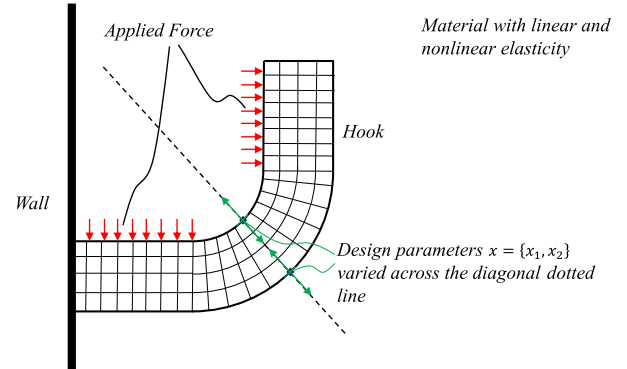 Applied Force
Material with linear and
nonlinear elasticity
Hook
Wall
Design parameters x = {x₁, x₂}
varied across the diagonal dotted
line